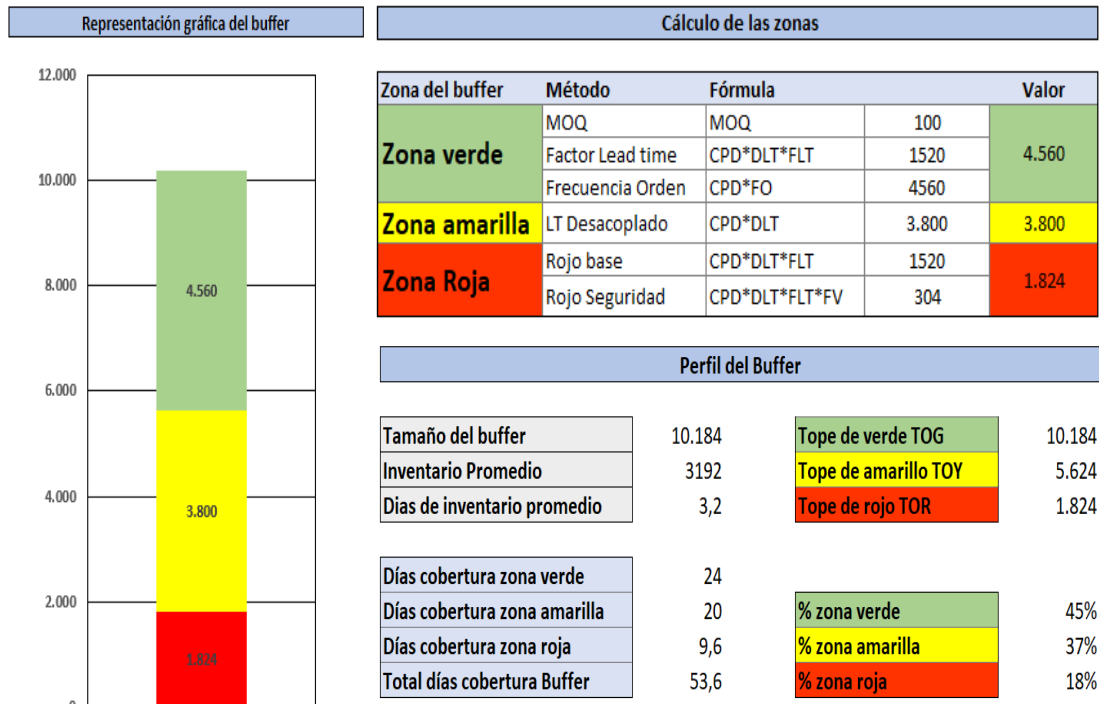 Representación gráfica del buffer
12.000
10.000
8.000
6.000
4.000
2.000
0
4.560
3.800
1.824
Cálculo de las zonas
Zona del buffer Método Fórmula Valor
Zona verde
MOQ MOQ 100
Factor Lead time CPD*DLT*FLT 1520
Frecuencia Orden CPD*FO 4560
4.560
Zona amarilla LT Desacoplado CPD*DLT 3.800 3.800
Zona Roja
Rojo base CPD*DLT*FLT 1520
Rojo Seguridad CPD*DLT*FLT*FV 304
1.824
Perfil del Buffer
Tamaño del buffer 10.184 Tope de verde TOG 10.184
Inventario Promedio 3192 Tope de amarillo TOY 5.624
Dias de inventario promedio 3,2 Tope de rojo TOR 1.824
Días cobertura zona verde 24
Días cobertura zona amarilla 20 % zona verde 45%
Días cobertura zona roja 9,6 % zona amarilla 37%
Total días cobertura Buffer 53,6 % zona roja 18%